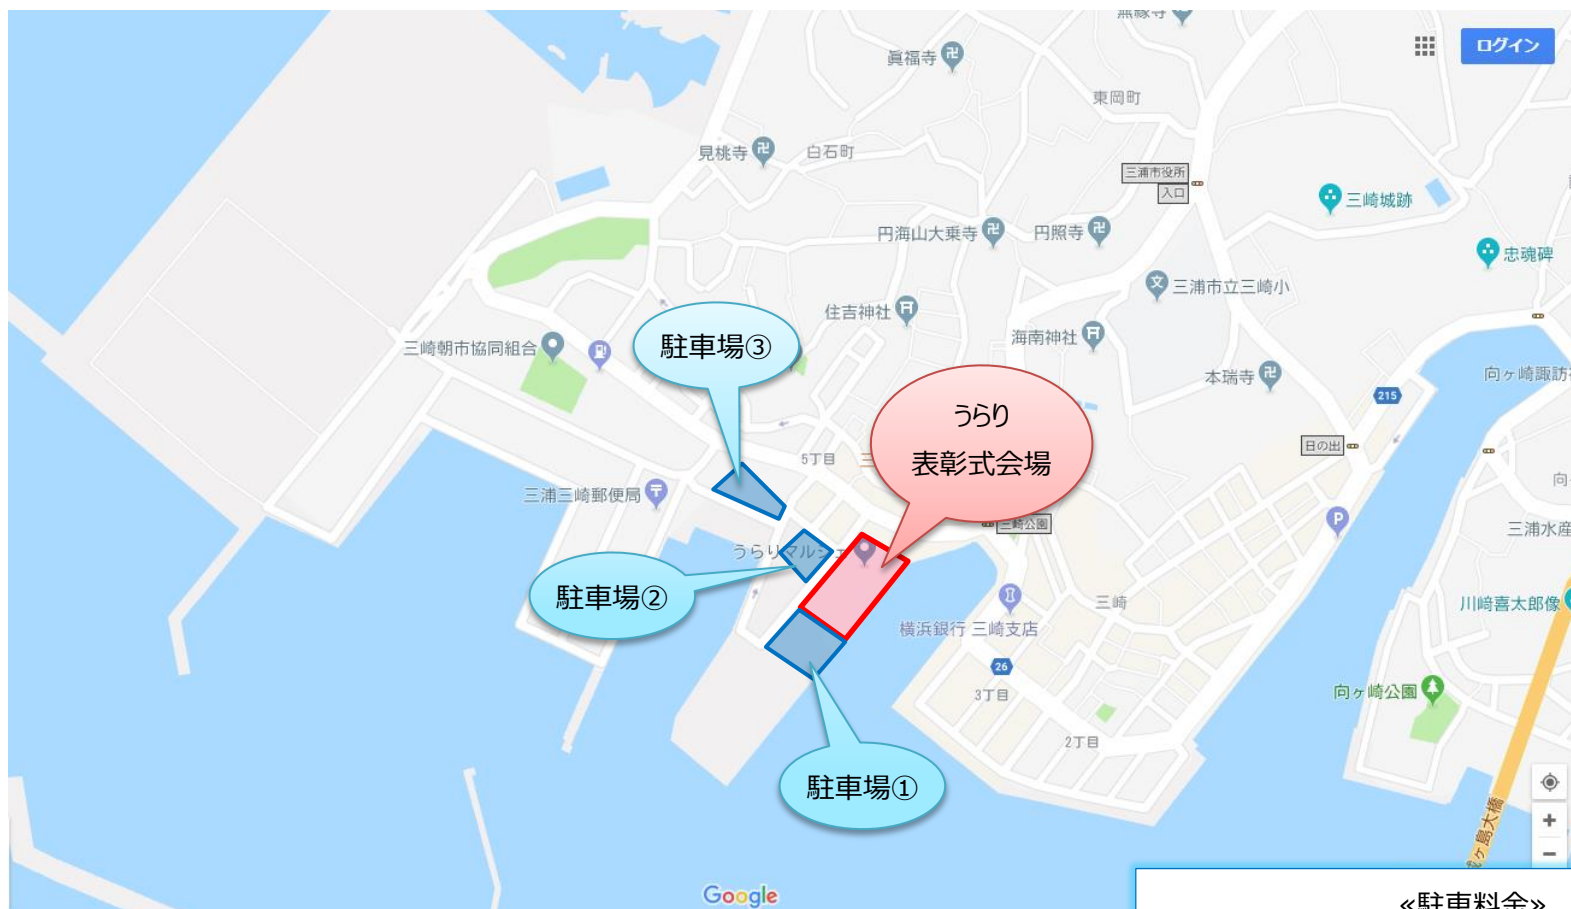 眞福寺
ログイン
東岡町
見桃寺
白石町
三浦市役所
入口
三崎城跡
円海山大乗寺
円照寺
忠魂碑
三浦市立三崎小
住吉神社
海南神社
三崎朝市協同組合
駐車場③
本瑞寺
向ヶ崎諏訪
215
うらり
表彰式会場
日の出
5丁目
三浦三崎郵便局
三崎公園
P
三浦水産
うらりマルシェ
駐車場②
三崎
川崎喜太郎像
横浜銀行 三崎支店
26
3丁目
向ヶ崎公園
2丁目
駐車場①
ヶ島大橋
Google
«駐車料金»